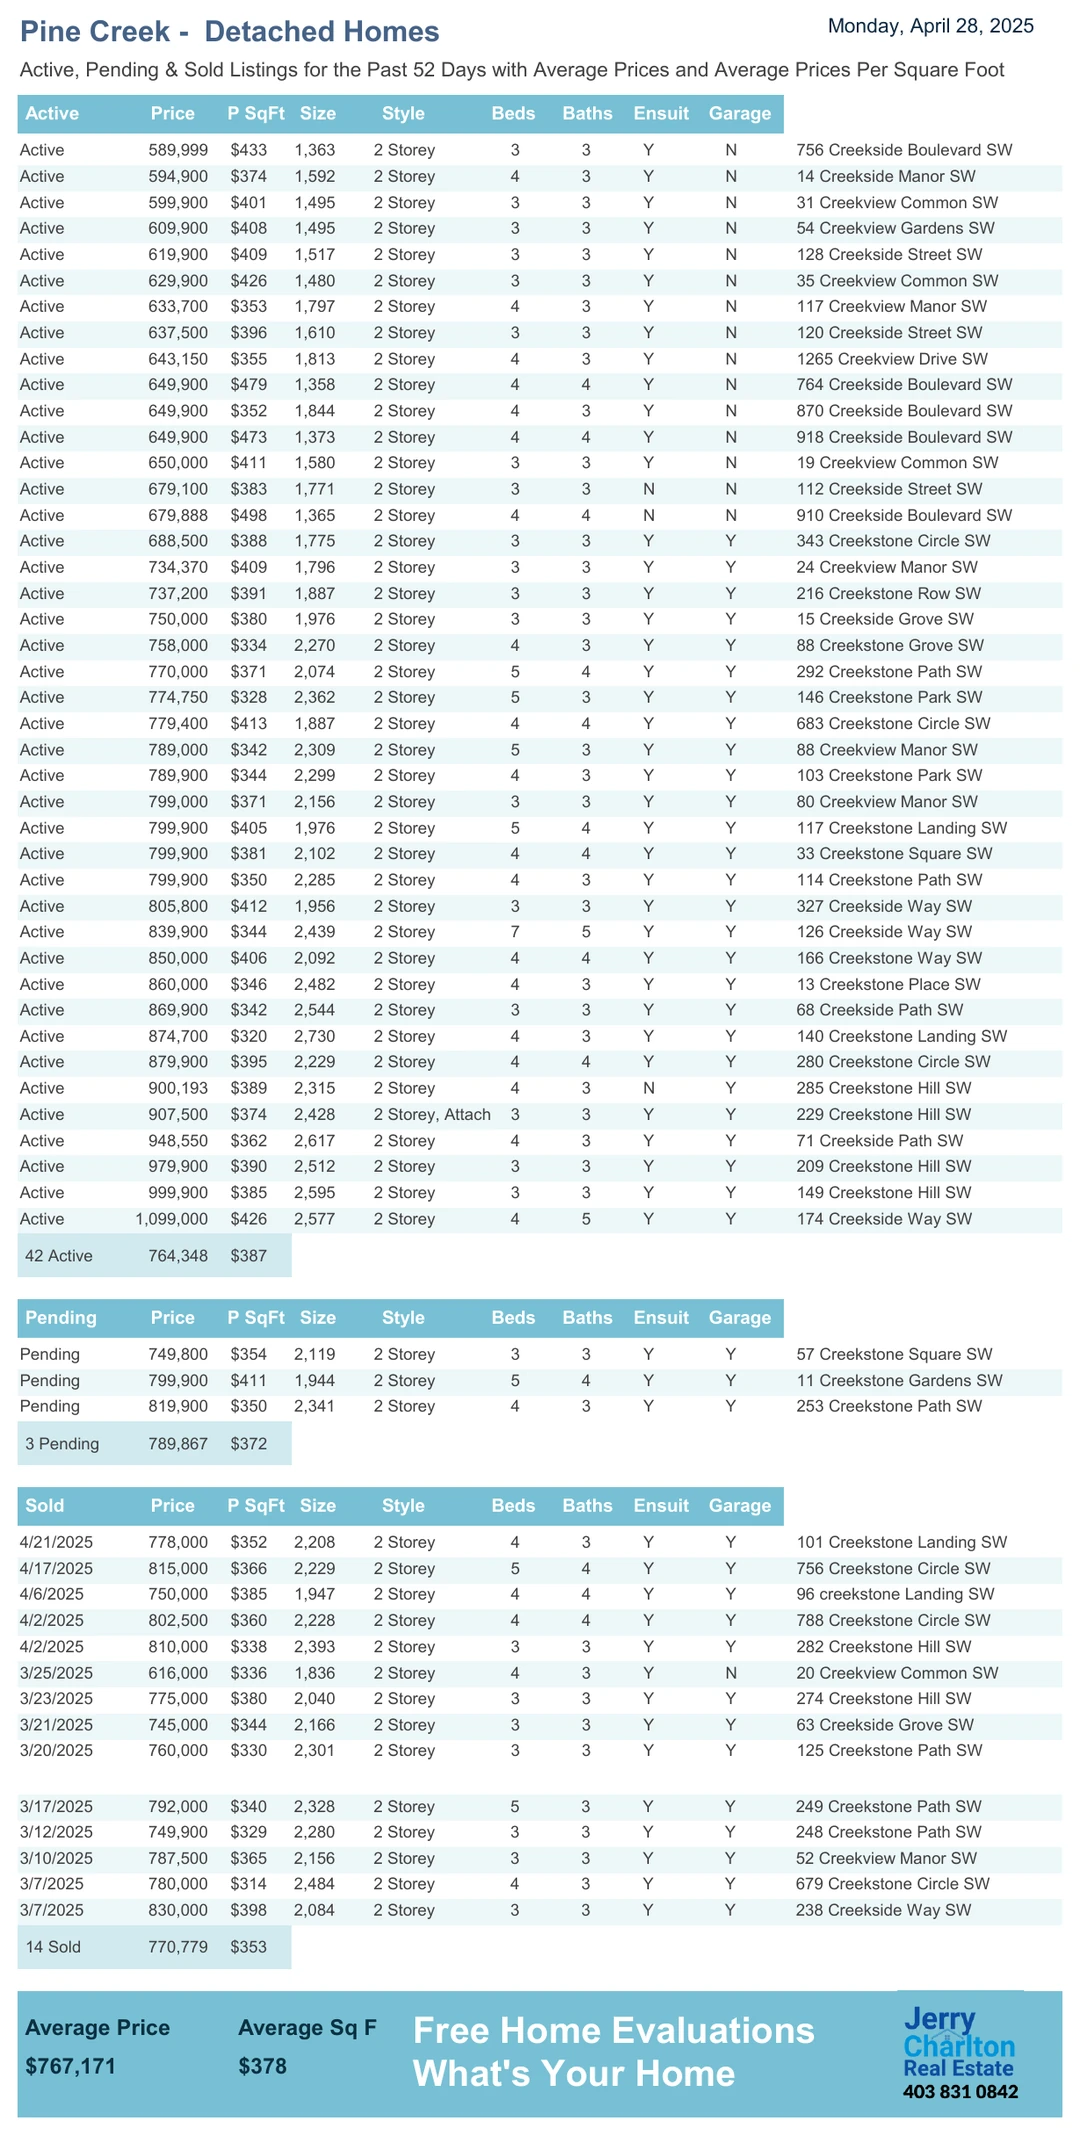 Pine Creek - Detached Homes
Monday, April 28, 2025
Active, Pending & Sold Listings for the Past 52 Days with Average Prices and Average Prices Per Square Foot
Active Price P SqFt Size Style Beds Baths Ensuit Garage
Active 589,999 $433 1,363 2 Storey 3 3 Y N 756 Creekside Boulevard SW
Active 594,900 $374 1,592 2 Storey 4 3 Y N 14 Creekside Manor SW
Active 599,900 $401 1,495 2 Storey 3 3 Y N 31 Creekview Common SW
Active 609,900 $408 1,495 2 Storey 3 3 Y N 54 Creekview Gardens SW
Active 619,900 $409 1,517 2 Storey 3 3 Y N 128 Creekside Street SW
Active 629,900 $426 1,480 2 Storey 3 3 Y N 35 Creekview Common SW
Active 633,700 $353 1,797 2 Storey 4 3 Y N 117 Creekview Manor SW
Active 637,500 $396 1,610 2 Storey 3 3 Y N 120 Creekside Street SW
Active 643,150 $355 1,813 2 Storey 4 3 Y N 1265 Creekview Drive SW
Active 649,900 $479 1,358 2 Storey 4 4 Y N 764 Creekside Boulevard SW
Active 649,900 $352 1,844 2 Storey 4 3 Y N 870 Creekside Boulevard SW
Active 649,900 $473 1,373 2 Storey 4 4 Y N 918 Creekside Boulevard SW
Active 650,000 $411 1,580 2 Storey 3 3 Y N 19 Creekview Common SW
Active 679,100 $383 1,771 2 Storey 3 3 N N 112 Creekside Street SW
Active 679,888 $498 1,365 2 Storey 4 4 N N 910 Creekside Boulevard SW
Active 688,500 $388 1,775 2 Storey 3 3 Y Y 343 Creekstone Circle SW
Active 734,370 $409 1,796 2 Storey 3 3 Y Y 24 Creekview Manor SW
Active 737,200 $391 1,887 2 Storey 3 3 Y Y 216 Creekstone Row SW
Active 750,000 $380 1,976 2 Storey 3 3 Y Y 15 Creekside Grove SW
Active 758,000 $334 2,270 2 Storey 4 3 Y Y 88 Creekstone Grove SW
Active 770,000 $371 2,074 2 Storey 5 4 Y Y 292 Creekstone Path SW
Active 774,750 $328 2,362 2 Storey 5 3 Y Y 146 Creekstone Park SW
Active 779,400 $413 1,887 2 Storey 4 4 Y Y 683 Creekstone Circle SW
Active 789,000 $342 2,309 2 Storey 5 3 Y Y 88 Creekview Manor SW
Active 789,900 $344 2,299 2 Storey 4 3 Y Y 103 Creekstone Park SW
Active 799,000 $371 2,156 2 Storey 3 3 Y Y 80 Creekview Manor SW
Active 799,900 $405 1,976 2 Storey 5 4 Y Y 117 Creekstone Landing SW
Active 799,900 $381 2,102 2 Storey 4 4 Y Y 33 Creekstone Square SW
Active 799,900 $350 2,285 2 Storey 4 3 Y Y 114 Creekstone Path SW
Active 805,800 $412 1,956 2 Storey 3 3 Y Y 327 Creekside Way SW
Active 839,900 $344 2,439 2 Storey 7 5 Y Y 126 Creekside Way SW
Active 850,000 $406 2,092 2 Storey 4 4 Y Y 166 Creekstone Way SW
Active 860,000 $346 2,482 2 Storey 4 3 Y Y 13 Creekstone Place SW
Active 869,900 $342 2,544 2 Storey 3 3 Y Y 68 Creekside Path SW
Active 874,700 $320 2,730 2 Storey 4 3 Y Y 140 Creekstone Landing SW
Active 879,900 $395 2,229 2 Storey 4 4 Y Y 280 Creekstone Circle SW
Active 900,193 $389 2,315 2 Storey 4 3 N Y 285 Creekstone Hill SW
Active 907,500 $374 2,428 2 Storey, Attach 3 3 Y Y 229 Creekstone Hill SW
Active 948,550 $362 2,617 2 Storey 4 3 Y Y 71 Creekside Path SW
Active 979,900 $390 2,512 2 Storey 3 3 Y Y 209 Creekstone Hill SW
Active 999,900 $385 2,595 2 Storey 3 3 Y Y 149 Creekstone Hill SW
Active 1,099,000 $426 2,577 2 Storey 4 5 Y Y 174 Creekside Way SW
42 Active 764,348 $387
Pending Price P SqFt Size Style Beds Baths Ensuit Garage
Pending 749,800 $354 2,119 2 Storey 3 3 Y Y 57 Creekstone Square SW
Pending 799,900 $411 1,944 2 Storey 5 4 Y Y 11 Creekstone Gardens SW
Pending 819,900 $350 2,341 2 Storey 4 3 Y Y 253 Creekstone Path SW
3 Pending 789,867 $372
Sold Price P SqFt Size Style Beds Baths Ensuit Garage
4/21/2025 778,000 $352 2,208 2 Storey 4 3 Y Y 101 Creekstone Landing SW
4/17/2025 815,000 $366 2,229 2 Storey 5 4 Y Y 756 Creekstone Circle SW
4/6/2025 750,000 $385 1,947 2 Storey 4 4 Y Y 96 creekstone Landing SW
4/2/2025 802,500 $360 2,228 2 Storey 4 4 Y Y 788 Creekstone Circle SW
4/2/2025 810,000 $338 2,393 2 Storey 3 3 Y Y 282 Creekstone Hill SW
3/25/2025 616,000 $336 1,836 2 Storey 4 3 Y N 20 Creekview Common SW
3/23/2025 775,000 $380 2,040 2 Storey 3 3 Y Y 274 Creekstone Hill SW
3/21/2025 745,000 $344 2,166 2 Storey 3 3 Y Y 63 Creekside Grove SW
3/20/2025 760,000 $330 2,301 2 Storey 3 3 Y Y 125 Creekstone Path SW
3/17/2025 792,000 $340 2,328 2 Storey 5 3 Y Y 249 Creekstone Path SW
3/12/2025 749,900 $329 2,280 2 Storey 3 3 Y Y 248 Creekstone Path SW
3/10/2025 787,500 $365 2,156 2 Storey 3 3 Y Y 52 Creekview Manor SW
3/7/2025 780,000 $314 2,484 2 Storey 4 3 Y Y 679 Creekstone Circle SW
3/7/2025 830,000 $398 2,084 2 Storey 3 3 Y Y 238 Creekside Way SW
14 Sold 770,779 $353
Average Price Average Sq F
$767,171 $378
Free Home Evaluations
What's Your Home
Jerry
Charlton
Real Estate
403 831 0842